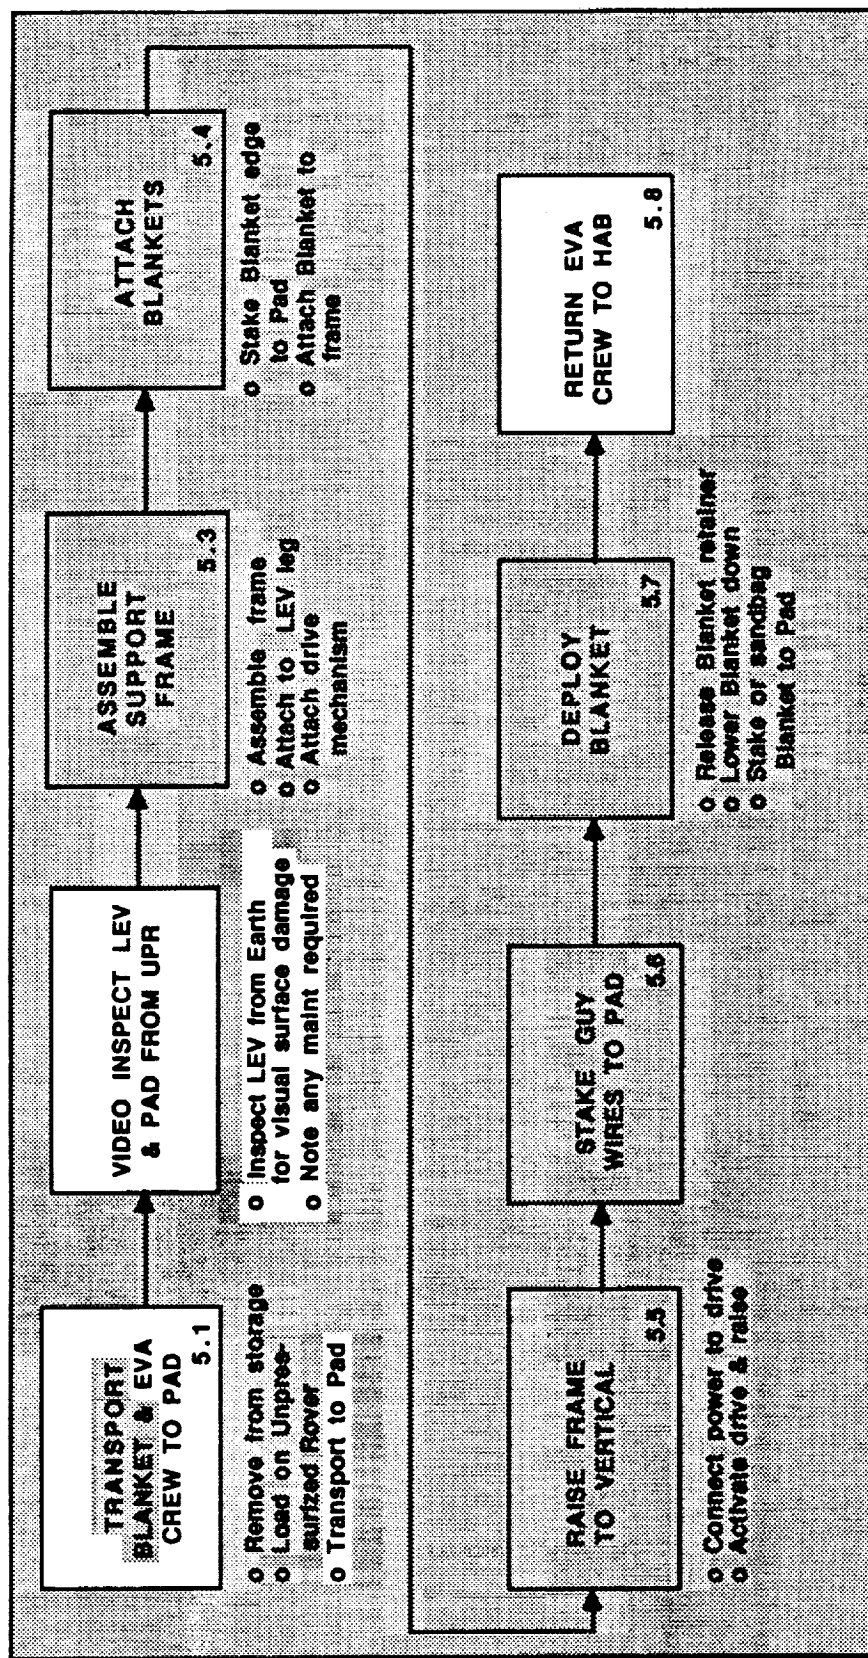 TRANSPORT
BLANKET & EVA
CREW TO PAD
5.1
o Remove from storage
o Load on Unpres-
surized Rover
o Transport to Pad
VIDEO INSPECT LEV
& PAD FROM UPR
o Inspect LEV from Earth
for visual surface damage
o Note any maint required
ASSEMBLE
SUPPORT
FRAME
5.3
o Assemble frame
o Attach to LEV leg
o Attach drive
mechanism
ATTACH
BLANKETS
5.4
o Stake Blanket edge
to Pad
o Attach Blanket to
frame
RAISE FRAME
TO VERTICAL
5.5
o Connect power to drive
o Activate drive & raise
STAKE GUY
WIRES TO PAD
5.6
DEPLOY
BLANKET
5.7
o Release Blanket retainer
o Lower Blanket down
o Stake or sandbag
Blanket to Pad
RETURN EVA
CREW TO HAB
5.8